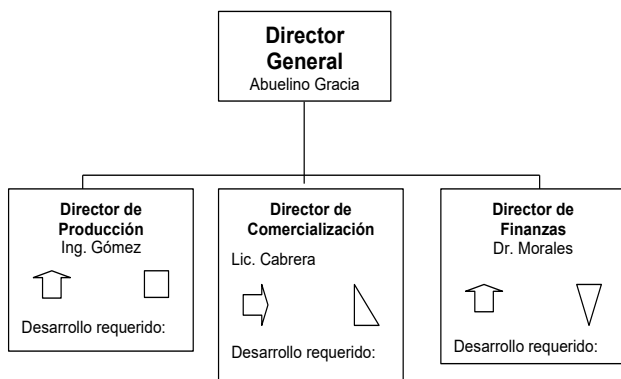 Director
General
Abuelino Gracia
Director de
Producción
Ing. Gómez
Desarrollo requerido:
Director de
Comercialización
Lic. Cabrera
Desarrollo requerido:
Director de
Finanzas
Dr. Morales
Desarrollo requerido: